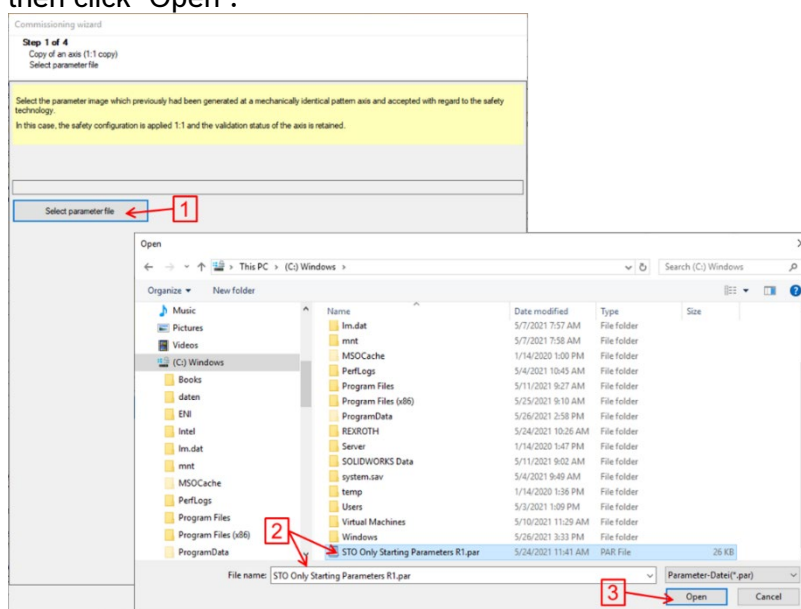 then click "Open".
Commissioning wizard
Step 1 of 4
Copy of an axis (1:1 copy)
Select parameter file
Select the parameter image which previously had been generated at a mechanically identical pattern axis and accepted with regard to the safety
technology.
In this case, the safety configuration is applied 1:1 and the validation status of the axis is retained.
Select parameter file
1
Open
This PC > (C:) Windows >
Search (C:) Windows
Organize
New folder
Music
Pictures
Videos
(C:) Windows
Books
daten
ENI
Intel
lm.dat
mnt
MSOCache
PerfLogs
Program Files
Program Files (x86)
ProgramData
Name Date modified Type Size
lm.dat 5/7/2021 7:57 AM File folder
mnt 5/7/2021 7:58 AM File folder
MSOCache 1/14/2020 1:00 PM File folder
PerfLogs 5/4/2021 10:45 AM File folder
Program Files 5/11/2021 9:27 AM File folder
Program Files (x86) 5/25/2021 9:10 AM File folder
ProgramData 5/26/2021 2:58 PM File folder
REXROTH 5/24/2021 10:26 AM File folder
Server 1/14/2020 1:47 PM File folder
SOLIDWORKS Data 5/11/2021 9:02 AM File folder
system.sav 5/4/2021 9:49 AM File folder
temp 1/14/2020 1:36 PM File folder
Users 5/3/2021 1:09 PM File folder
Virtual Machines 5/10/2021 11:29 AM File folder
Windows 5/26/2021 3:33 PM File folder
STO Only Starting Parameters R1.par 5/24/2021 11:41 AM PAR File 26 KB
2
File name: STO Only Starting Parameters R1.par
Parameter-Datei(*.par)
3
Open
Cancel